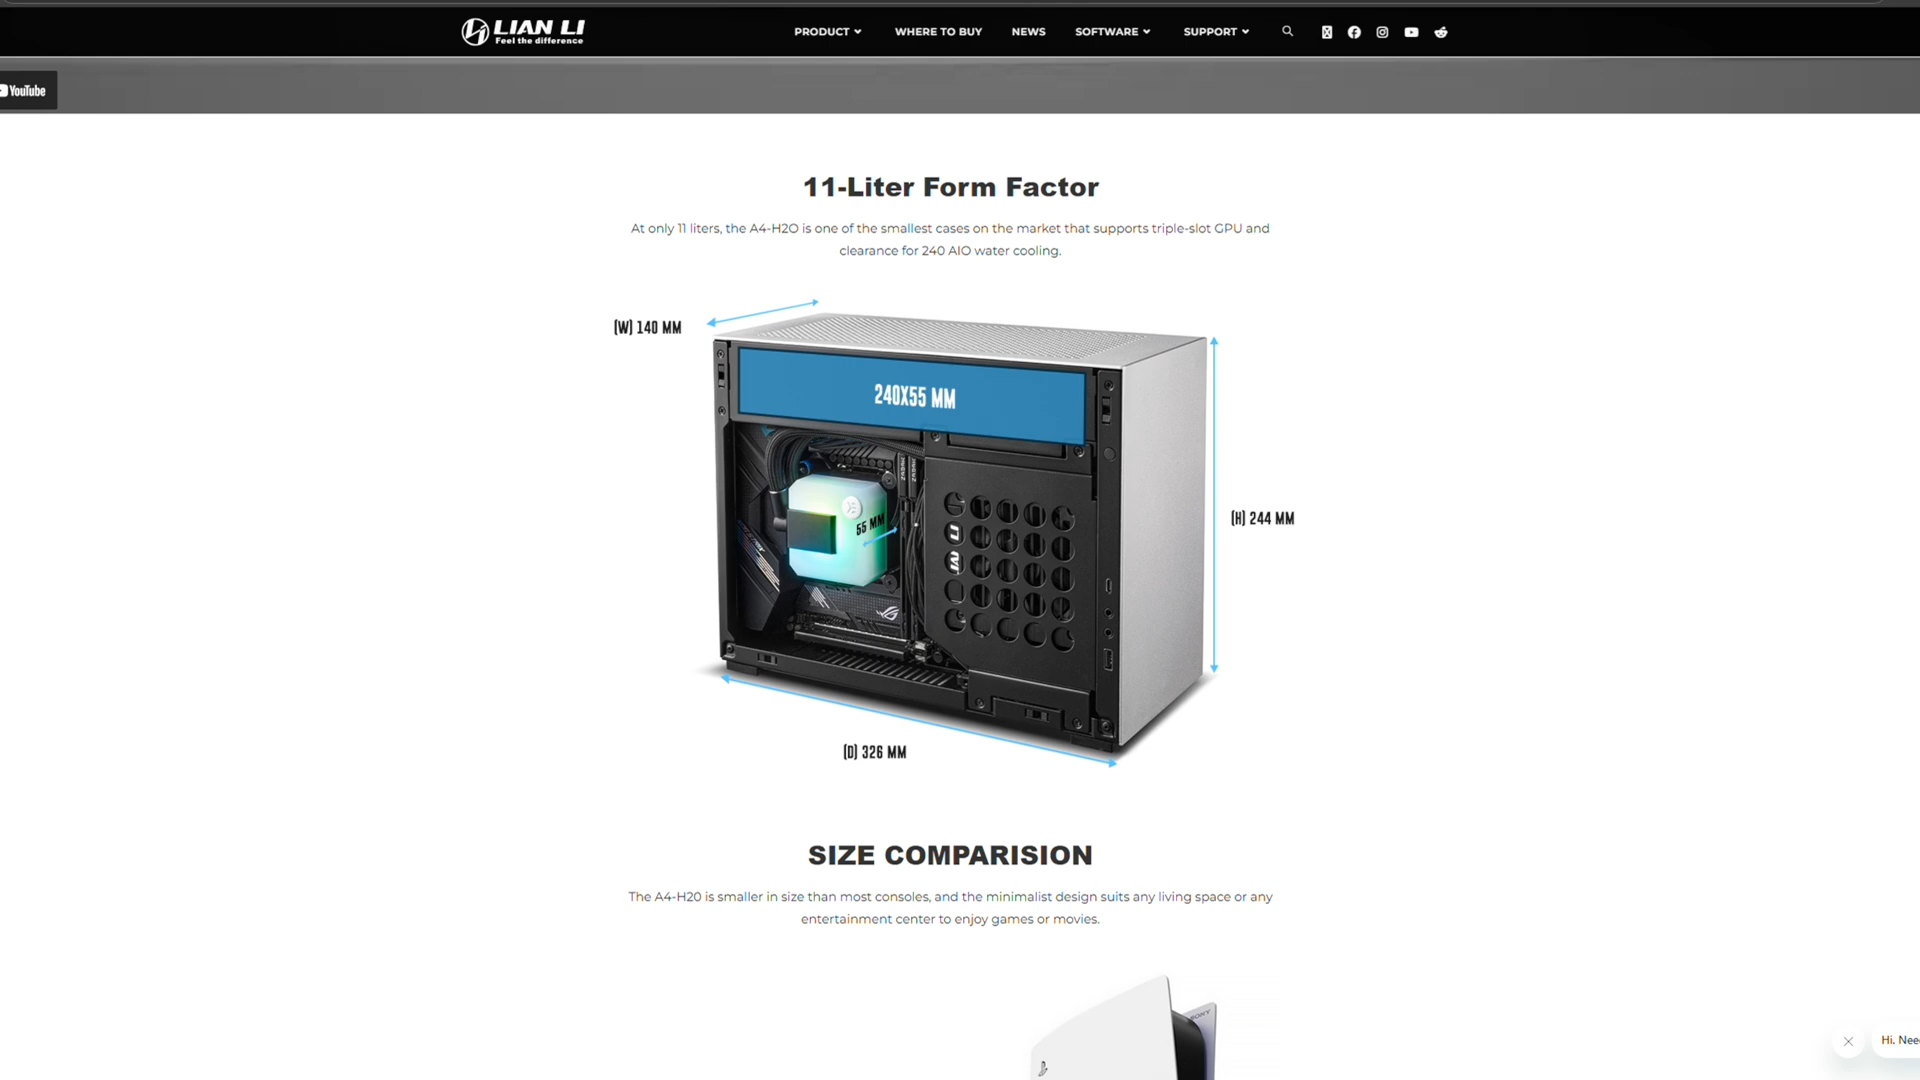 LIAN LI
Feel the difference
PRODUCT
WHERE TO BUY
NEWS
SOFTWARE
SUPPORT
YouTube
11-Liter Form Factor
At only 11 liters, the A4-H2O is one of the smallest cases on the market that supports triple-slot GPU and
clearance for 240 AIO water cooling.
(W) 140 MM
240X55 MM
55 MM
(H) 244 MM
(D) 326 MM
SIZE COMPARISION
The A4-H20 is smaller in size than most consoles, and the minimalist design suits any living space or any
entertainment center to enjoy games or movies.
SONY
Hi. Nee